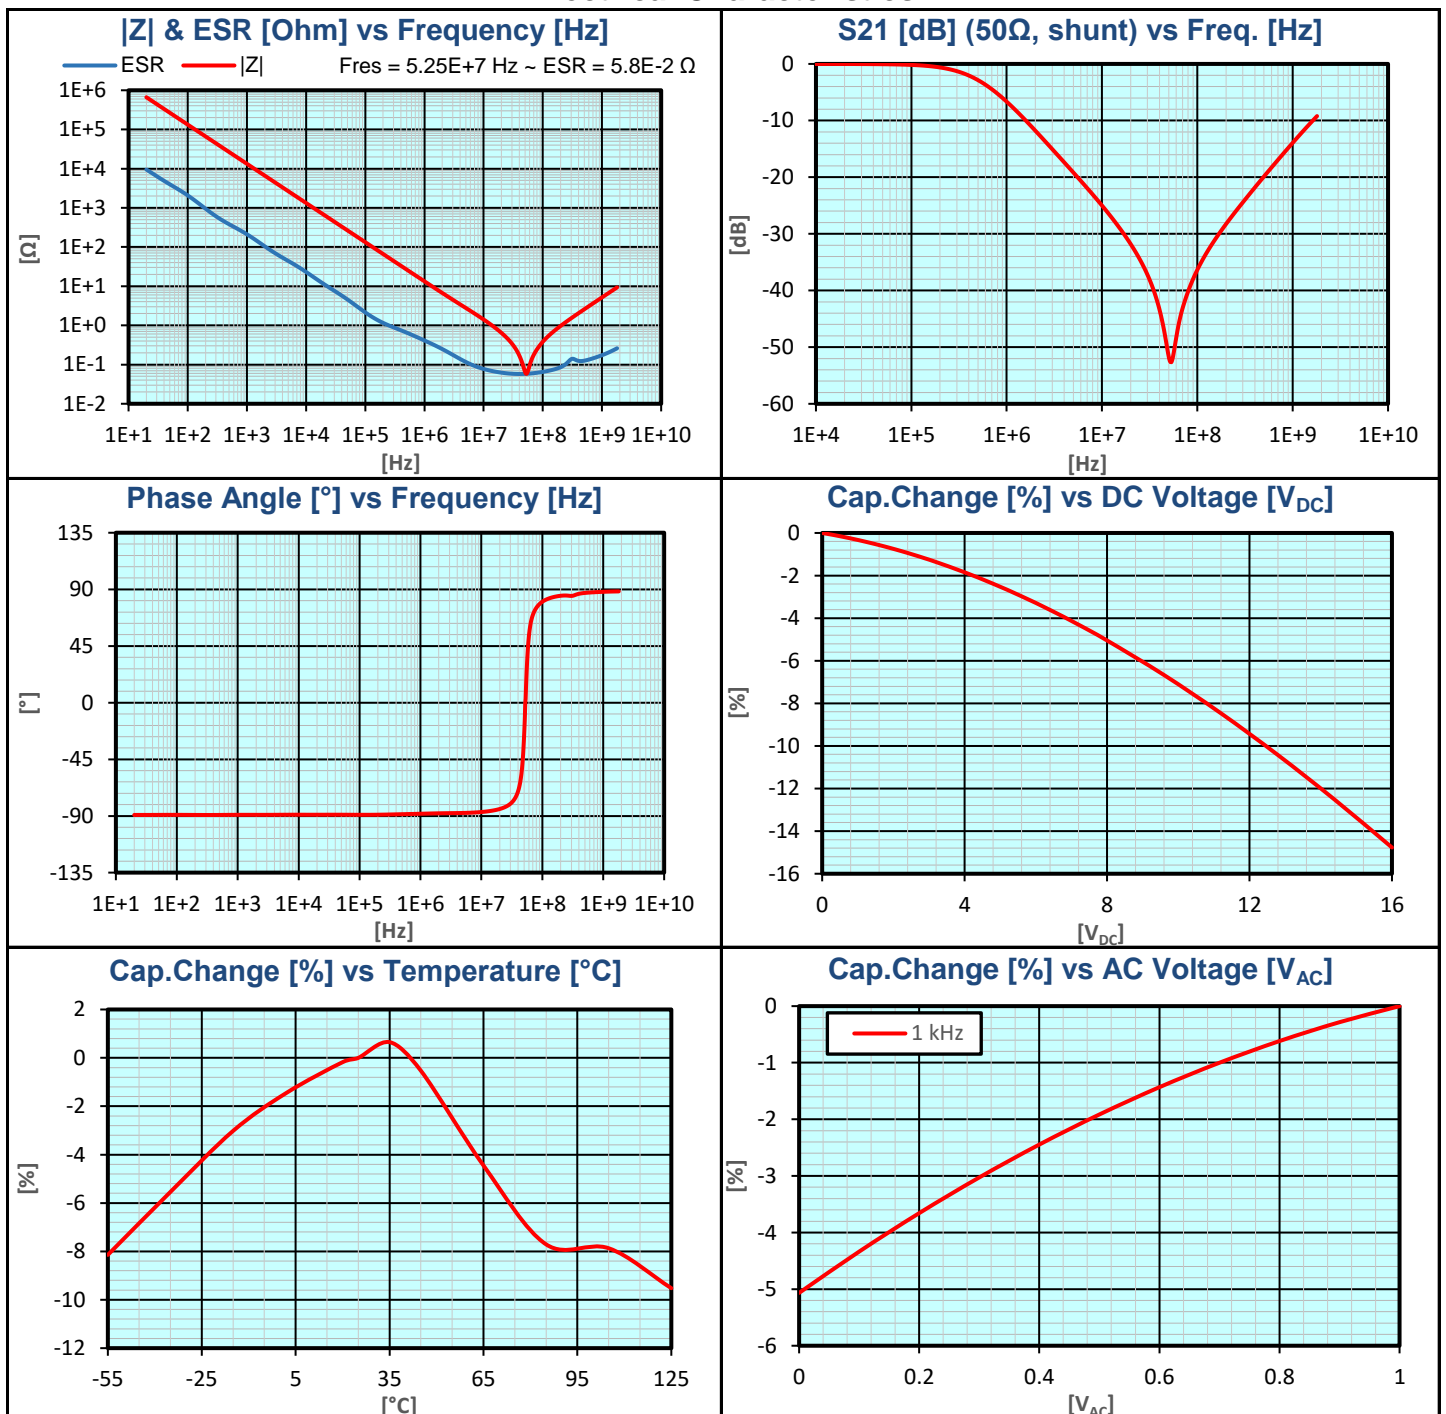 |Z| & ESR [Ohm] vs Frequency [Hz]
ESR |Z| Fres = 5.25E+7 Hz ~ ESR = 5.8E-2 Ω
1E+6
1E+5
1E+4
1E+3
1E+2
1E+1
1E+0
1E-1
1E-2
[Ω]
1E+1 1E+2 1E+3 1E+4 1E+5 1E+6 1E+7 1E+8 1E+9 1E+10
[Hz]
S21 [dB] (50Ω, shunt) vs Freq. [Hz]
0
-10
-20
-30
-40
-50
-60
[dB]
1E+4 1E+5 1E+6 1E+7 1E+8 1E+9 1E+10
[Hz]
Phase Angle [°] vs Frequency [Hz]
135
90
45
0
-45
-90
-135
[°]
1E+1 1E+2 1E+3 1E+4 1E+5 1E+6 1E+7 1E+8 1E+9 1E+10
[Hz]
Cap.Change [%] vs DC Voltage [VDC]
0
-2
-4
-6
-8
-10
-12
-14
-16
[%]
0 4 8 12 16
[VDC]
Cap.Change [%] vs Temperature [°C]
2
0
-2
-4
-6
-8
-10
-12
[%]
-55 -25 5 35 65 95 125
[°C]
Cap.Change [%] vs AC Voltage [VAC]
1 kHz
0
-1
-2
-3
-4
-5
-6
[%]
0 0.2 0.4 0.6 0.8 1
[VAC]